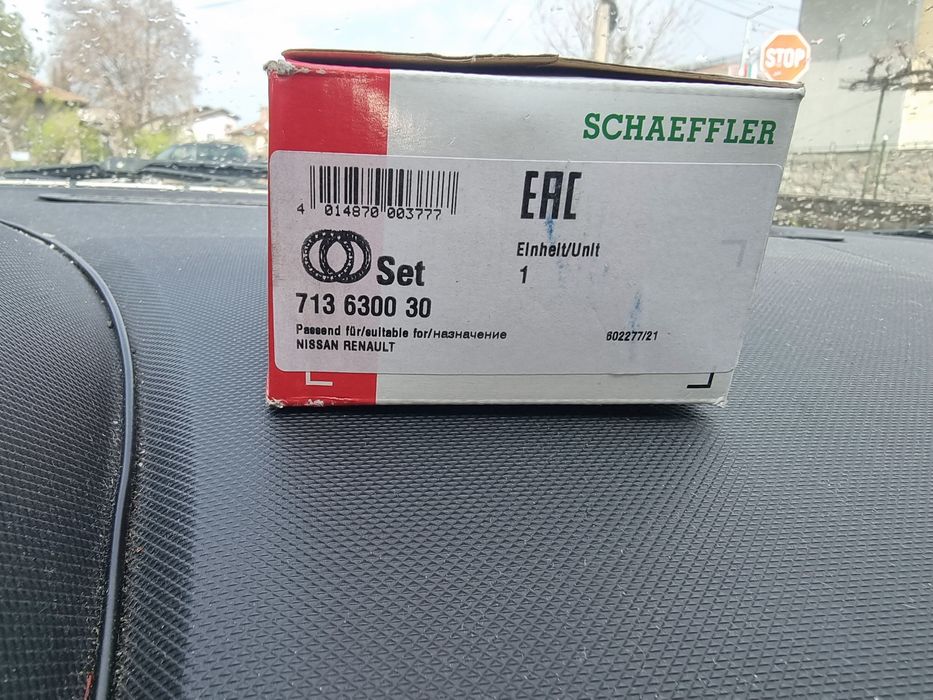 STOP
SCHAEFFLER
4 014870 003777
EAC
Einheit/Unit
1
Set
713 6300 30
Passend für/suitable for/назначение
NISSAN RENAULT
602277/21